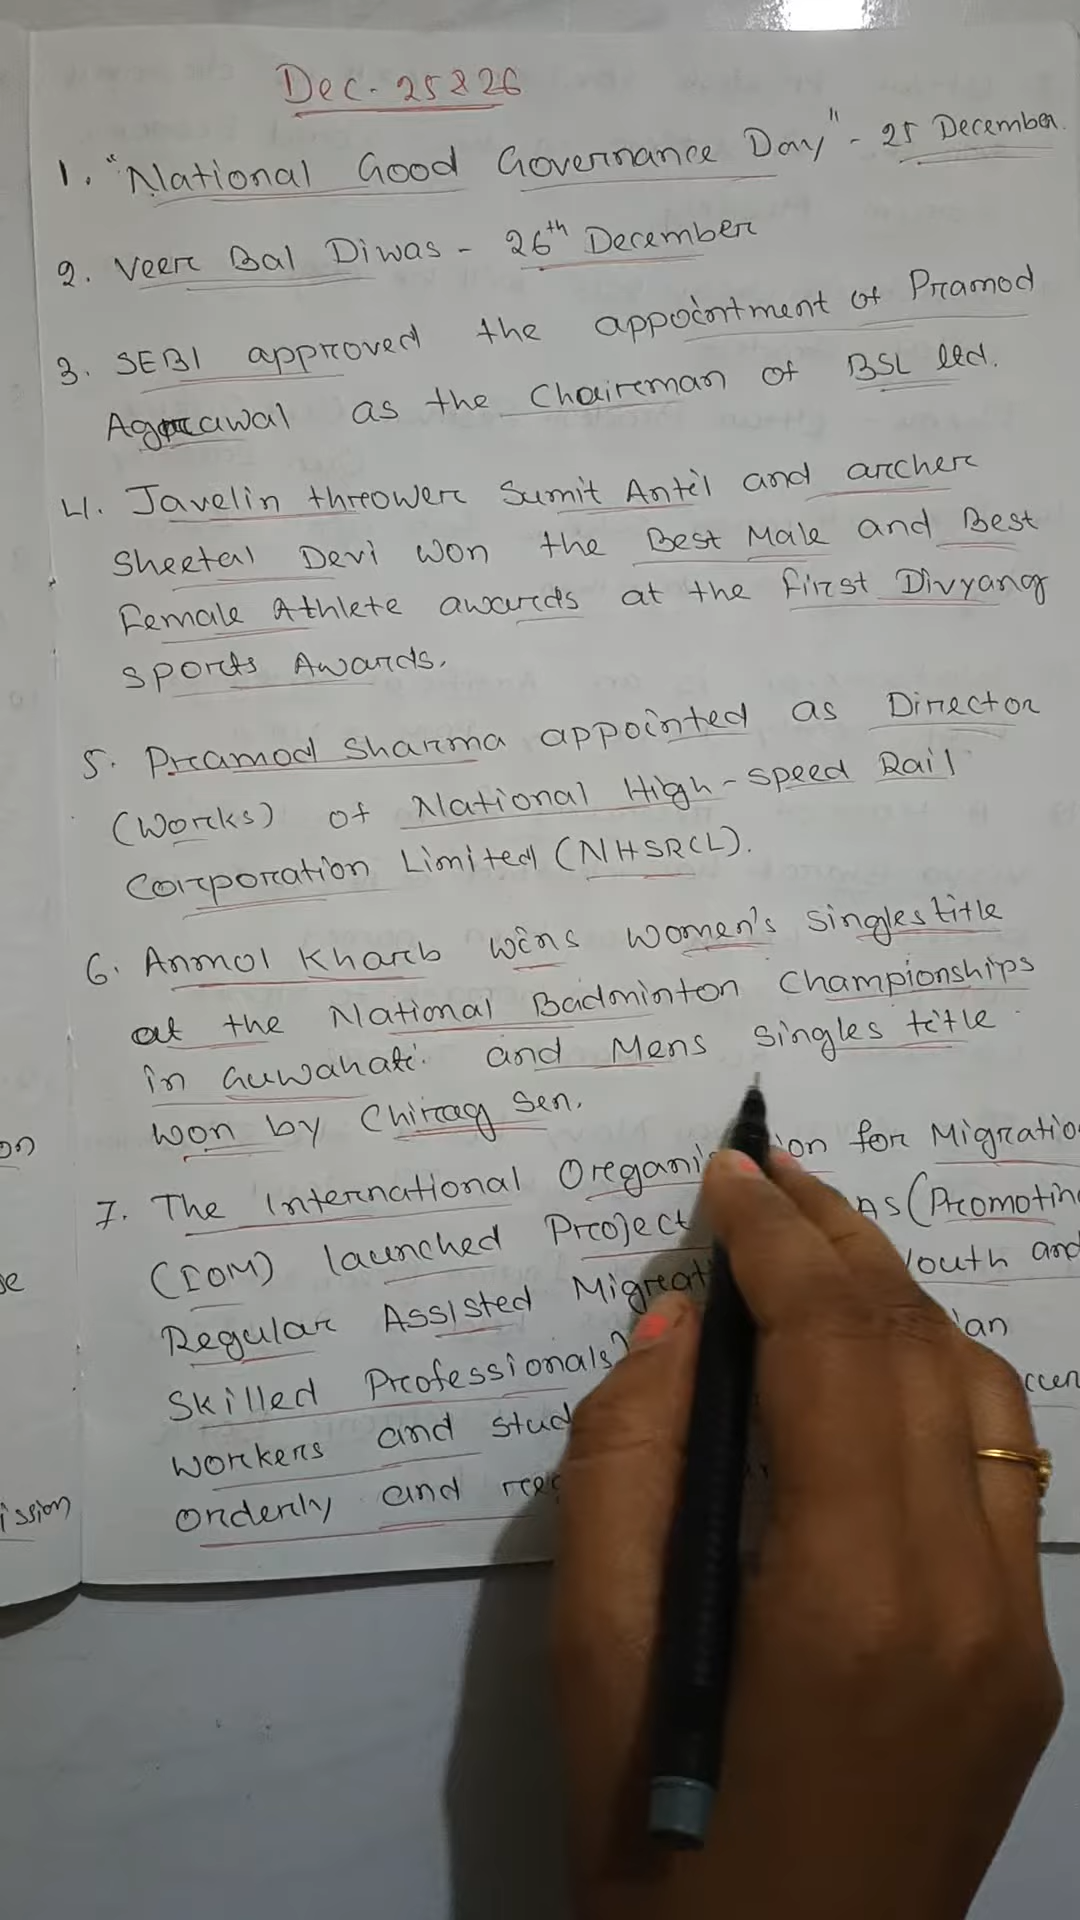 Dec. 25 & 26
1. "National Good Governance Day" - 25 December.
2. Veer Bal Diwas - 26th December
3. SEBI approved the appointment of Pramod
Agrawal as the Chairman of BSL Ltd.
4. Javelin thrower Sumit Antil and archer
Sheetal Devi won the Best Male and Best
Female Athlete awards at the first Divyang
sports Awards.
5. Pramod Sharma appointed as Director
(Works) of National High-speed Rail
Corporation Limited (NHSRCL).
6. Anmol Kharb wins women's singles title
at the National Badminton Championships
in Guwahati. and Mens singles title
won by Chirag Sen.
7. The International for Migratio
(IOM) launched Project AS (Promoting
Regular Assisted outh and
Skilled Professionals) ian
workers and stud ccen
orderly and
on
se
ission